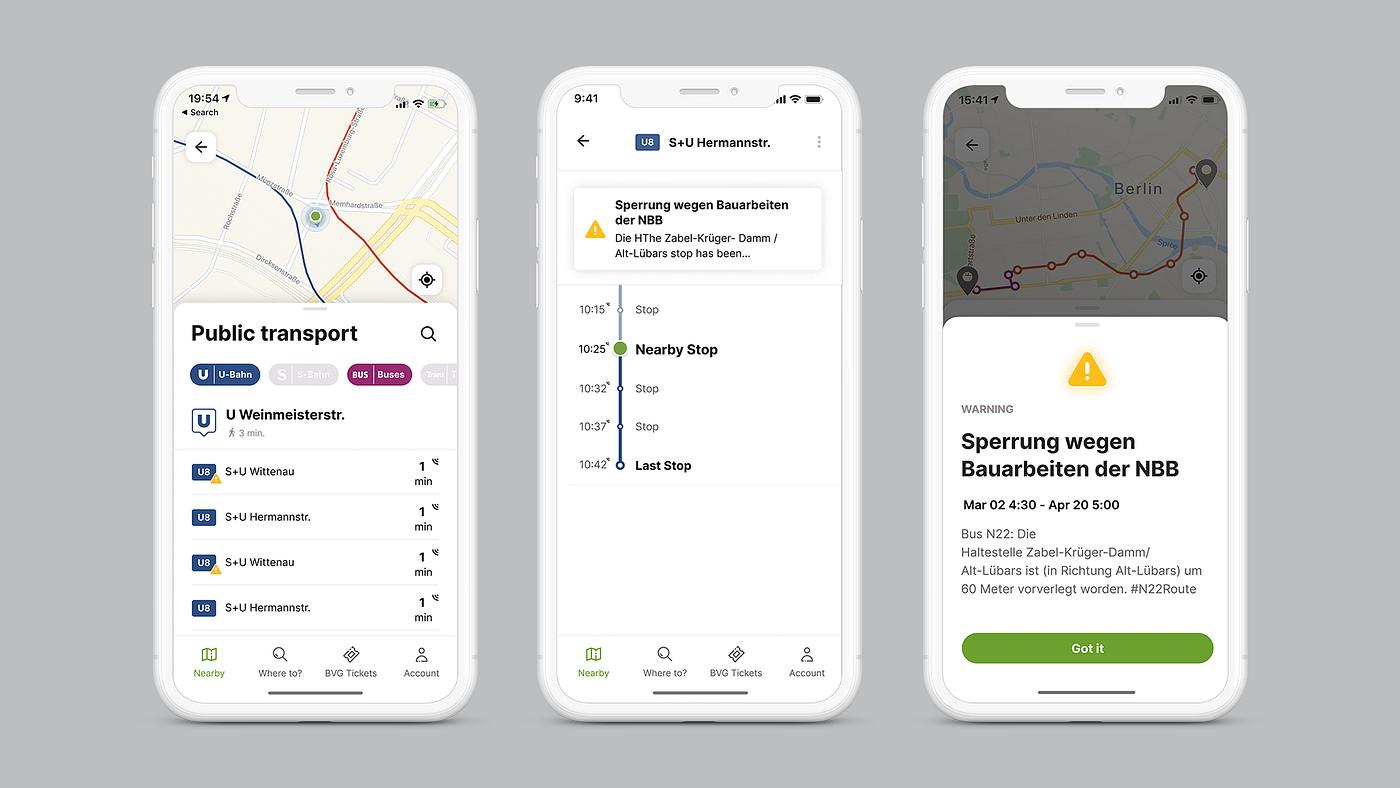 19:54
◀ Search
Münzstraße
Rosa-Luxemburg-Straße
Memhardstraße
Rochstraße
Dircksenstraße
Public transport
U U-Bahn
S S-Bahn
BUS Buses
Tram T
U
U Weinmeisterstr.
3 min.
U8 S+U Wittenau 1 min
U8 S+U Hermannstr. 1 min
U8 S+U Wittenau 1 min
U8 S+U Hermannstr. 1 min
Nearby
Where to?
BVG Tickets
Account
9:41
U8 S+U Hermannstr.
Sperrung wegen Bauarbeiten
der NBB
Die HThe Zabel-Krüger- Damm /
Alt-Lübars stop has been...
10:15 Stop
10:25 Nearby Stop
10:32 Stop
10:37 Stop
10:42 Last Stop
Nearby
Where to?
BVG Tickets
Account
15:41
Berlin
Unter den Linden
Spree
WARNING
Sperrung wegen
Bauarbeiten der NBB
Mar 02 4:30 - Apr 20 5:00
Bus N22: Die
Haltestelle Zabel-Krüger-Damm/
Alt-Lübars ist (in Richtung Alt-Lübars) um
60 Meter vorverlegt worden. #N22Route
Got it